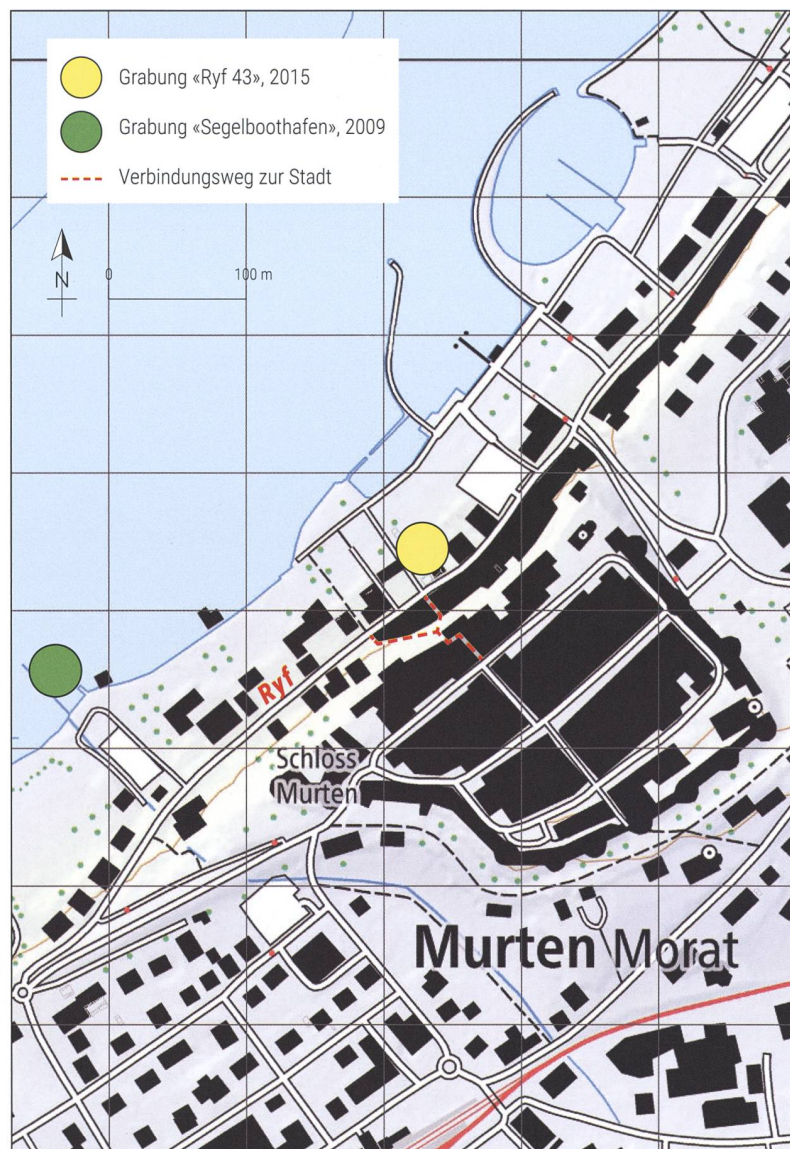 Grabung «Ryf 43», 2015
Grabung «Segelboothafen», 2009
Verbindungsweg zur Stadt
N
0 100 m
Ryf
Schloss
Murten
Murten Morat